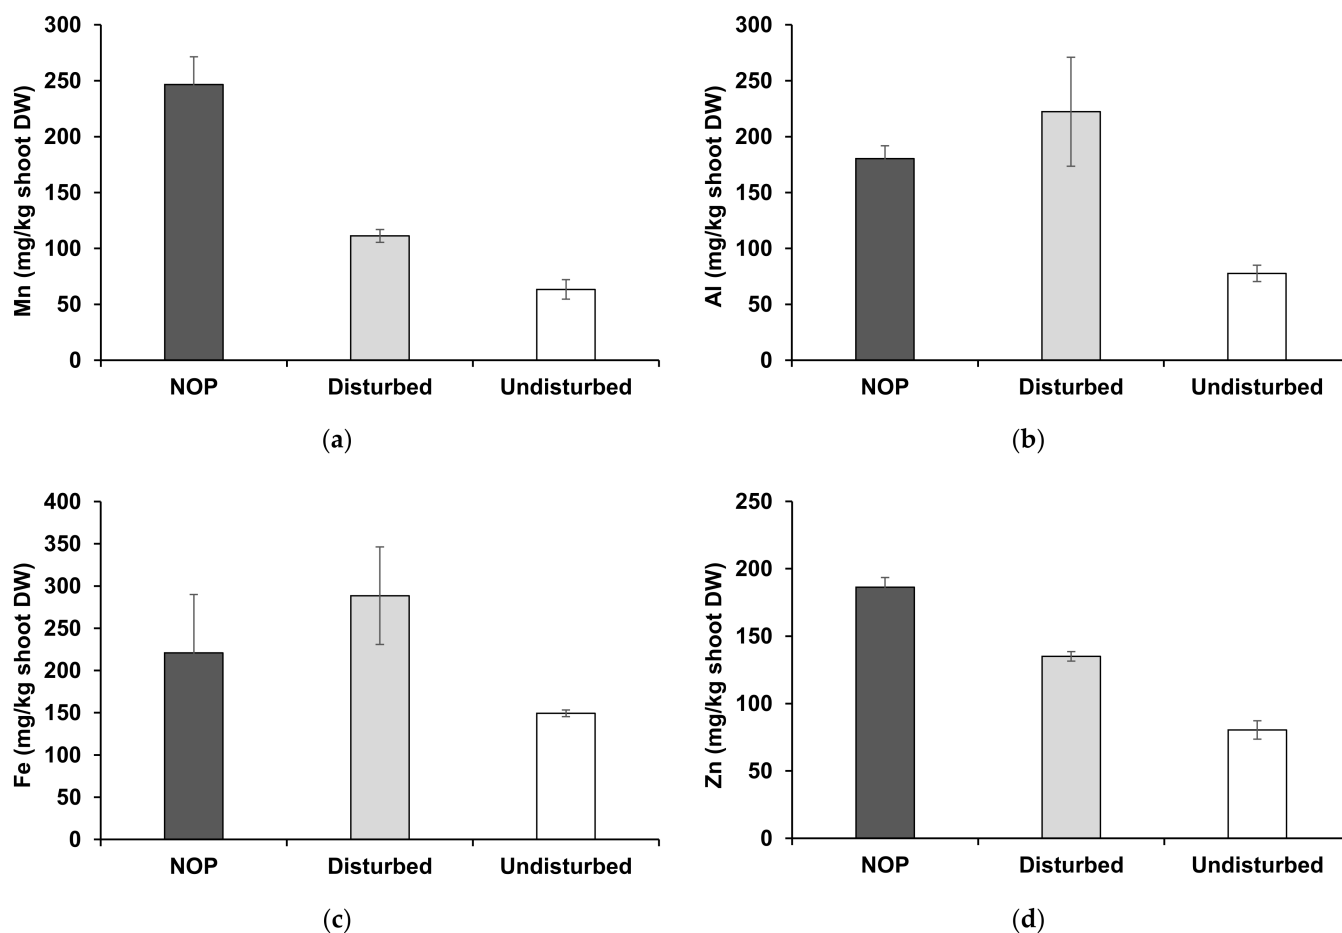 Mn (mg/kg shoot DW)
300
250
200
150
100
50
0
NOP Disturbed Undisturbed
(a)
Al (mg/kg shoot DW)
300
250
200
150
100
50
0
NOP Disturbed Undisturbed
(b)
Fe (mg/kg shoot DW)
400
350
300
250
200
150
100
50
0
NOP Disturbed Undisturbed
(c)
Zn (mg/kg shoot DW)
250
200
150
100
50
0
NOP Disturbed Undisturbed
(d)